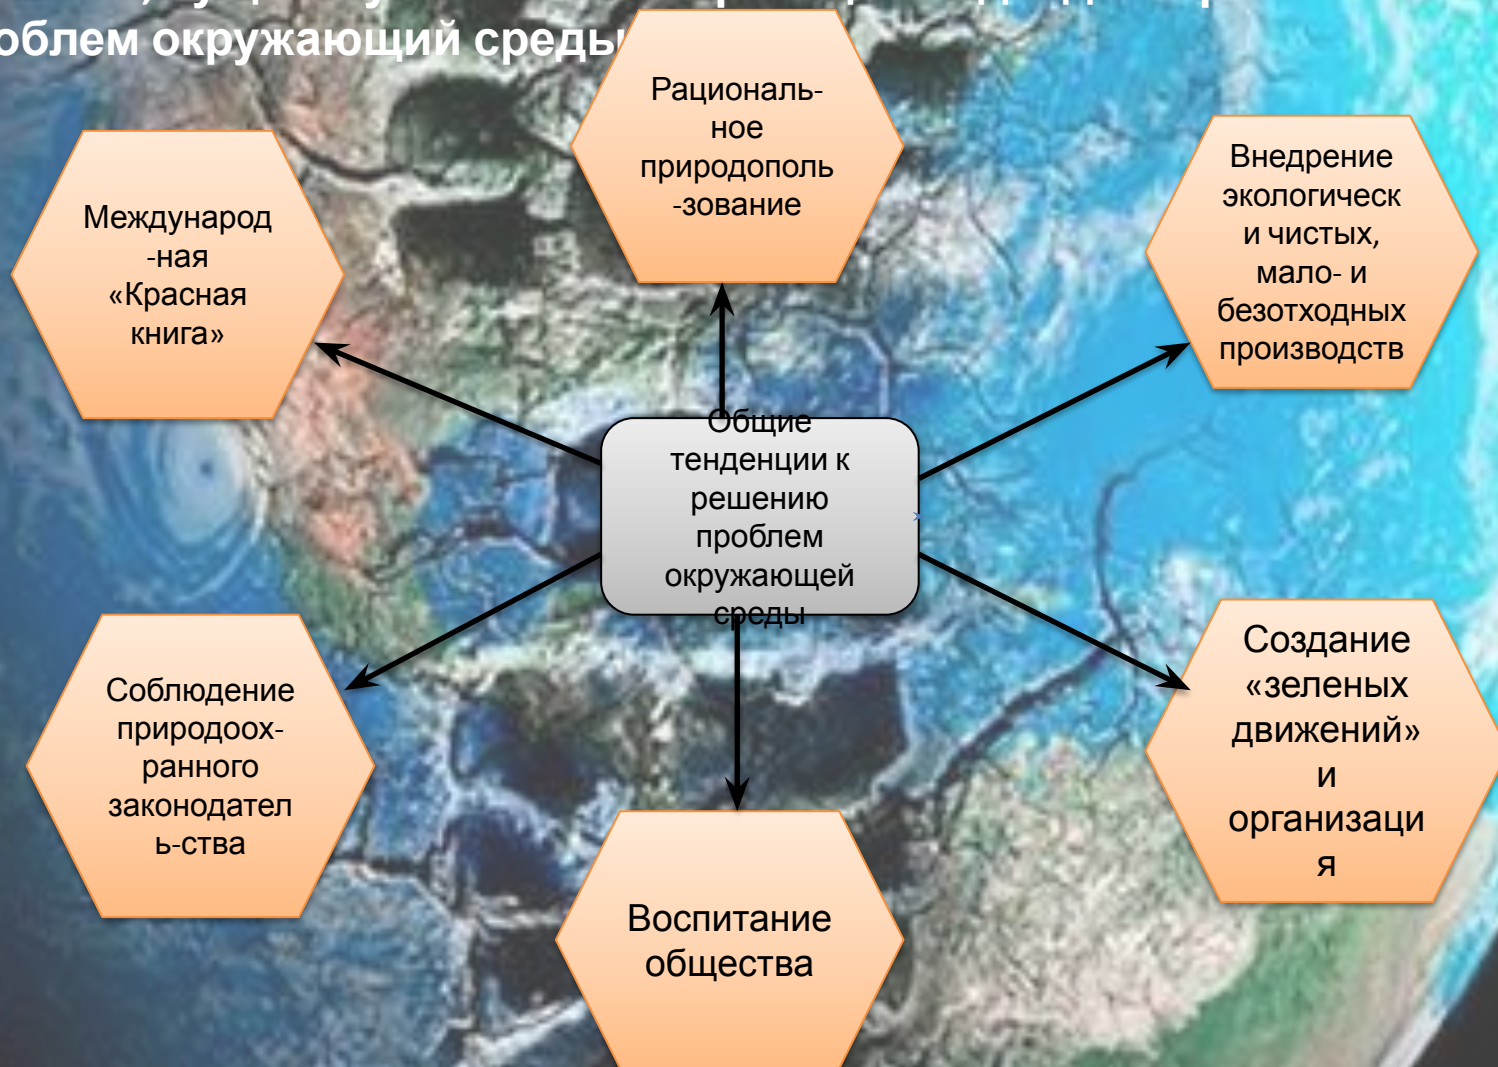 окружающий среды
Рациональ-
ное
природополь
-зование
Внедрение
экологическ
и чистых,
мало- и
безотходных
производств
Международ
-ная
«Красная
книга»
Общие
тенденции к
решению
проблем
окружающей
среды
Соблюдение
природоох-
ранного
законодател
ь-ства
Создание
«зеленых
движений»
и
организаци
я
Воспитание
общества